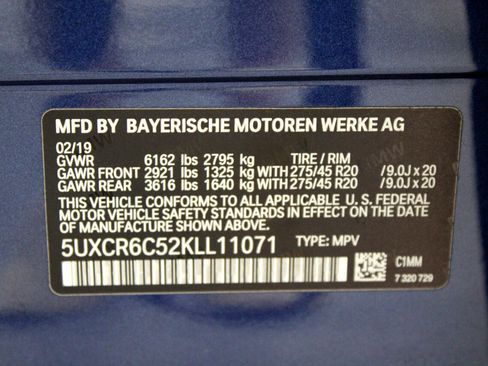 MFD BY BAYERISCHE MOTOREN WERKE AG
02/19
GVWR 6162 lbs 2795 kg TIRE / RIM
GAWR FRONT 2921 lbs 1325 kg WITH 275/45 R20 /9.0J x 20
GAWR REAR 3616 lbs 1640 kg WITH 275/45 R20 /9.0J x 20
THIS VEHICLE CONFORMS TO ALL APPLICABLE U. S. FEDERAL
MOTOR VEHICLE SAFETY STANDARDS IN EFFECT ON THE DATE
OF MANUFACTURE SHOWN ABOVE.
5UXCR6C52KLL11071 TYPE: MPV
C1MM
7 320 729